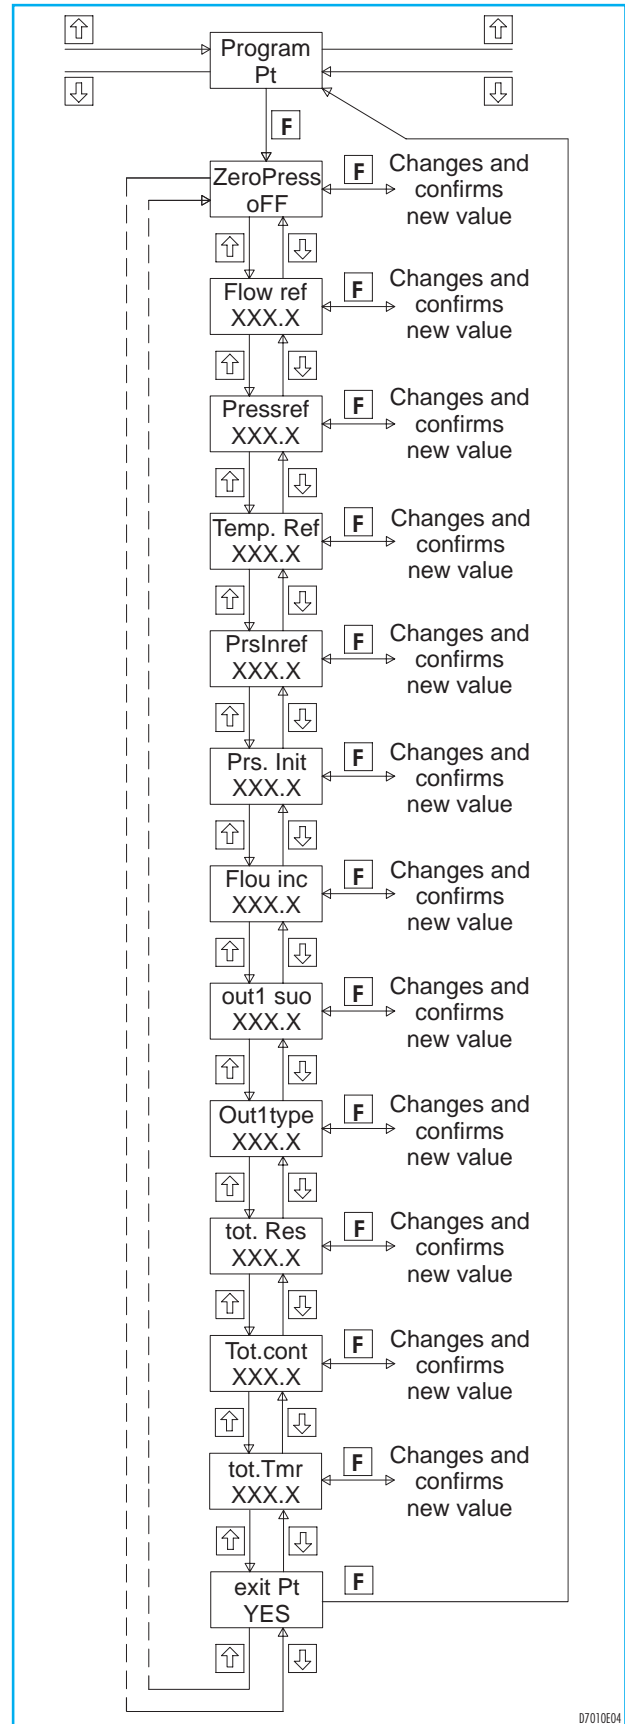 Program
Pt
F
ZeroPress
oFF
F
Changes and
confirms
new value
Flow ref
XXX.X
F
Changes and
confirms
new value
Pressref
XXX.X
F
Changes and
confirms
new value
Temp. Ref
XXX.X
F
Changes and
confirms
new value
PrsInref
XXX.X
F
Changes and
confirms
new value
Prs. Init
XXX.X
F
Changes and
confirms
new value
Flou inc
XXX.X
F
Changes and
confirms
new value
out1 suo
XXX.X
F
Changes and
confirms
new value
Out1type
XXX.X
F
Changes and
confirms
new value
tot. Res
XXX.X
F
Changes and
confirms
new value
Tot.cont
XXX.X
F
Changes and
confirms
new value
tot.Tmr
XXX.X
F
Changes and
confirms
new value
exit Pt
YES
F
D7010E04